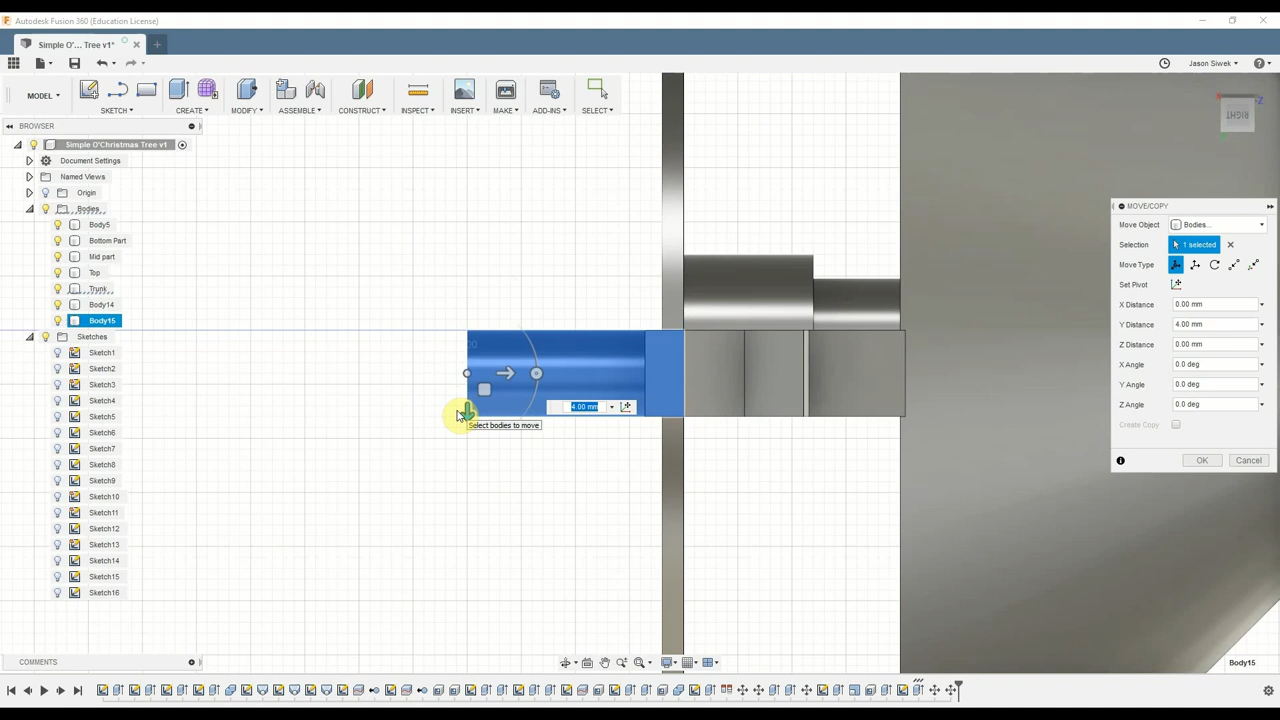 Autodesk Fusion 360 (Education License)
Simple O'... Tree v1*
Jason Siwek
MODEL
SKETCH
CREATE
MODIFY
ASSEMBLE
CONSTRUCT
INSPECT
INSERT
MAKE
ADD-INS
SELECT
BROWSER
Simple O'Christmas Tree v1
Document Settings
Named Views
Origin
Bodies
Body5
Bottom Part
Mid part
Top
Trunk
Body14
Body15
Sketches
Sketch1
Sketch2
Sketch3
Sketch4
Sketch5
Sketch6
Sketch7
Sketch8
Sketch9
Sketch10
Sketch11
Sketch12
Sketch13
Sketch14
Sketch15
Sketch16
4.00 mm
Select bodies to move
Z
RIGHT
MOVE/COPY
Move Object Bodies...
Selection 1 selected
Move Type
Set Pivot
X Distance 0.00 mm
Y Distance 4.00 mm
Z Distance 0.00 mm
X Angle 0.0 deg
Y Angle 0.0 deg
Z Angle 0.0 deg
Create Copy
OK Cancel
COMMENTS
Body15